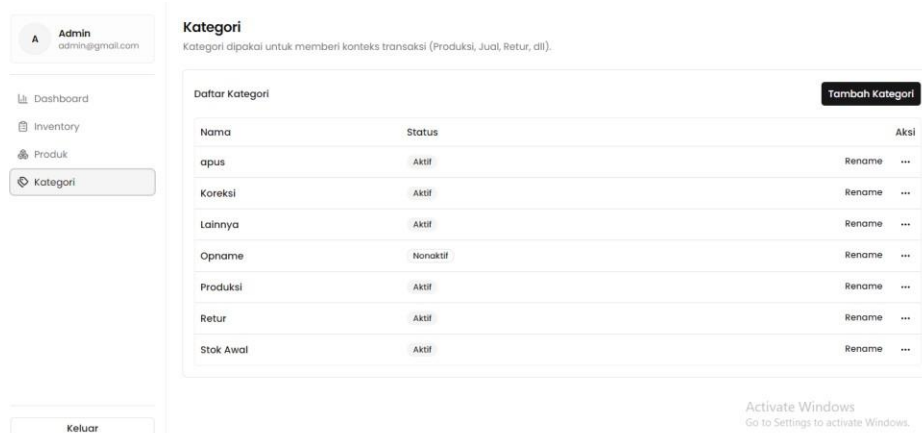 A
Admin
admin@gmail.com
Dashboard
Inventory
Produk
Kategori
Keluar
Kategori
Kategori dipakai untuk memberi konteks transaksi (Produksi, Jual, Retur, dll).
Daftar Kategori
Tambah Kategori
Nama Status Aksi
apus Aktif Rename ...
Koreksi Aktif Rename ...
Lainnya Aktif Rename ...
Opname Nonaktif Rename ...
Produksi Aktif Rename ...
Retur Aktif Rename ...
Stok Awal Aktif Rename ...
Activate Windows
Go to Settings to activate Windows.